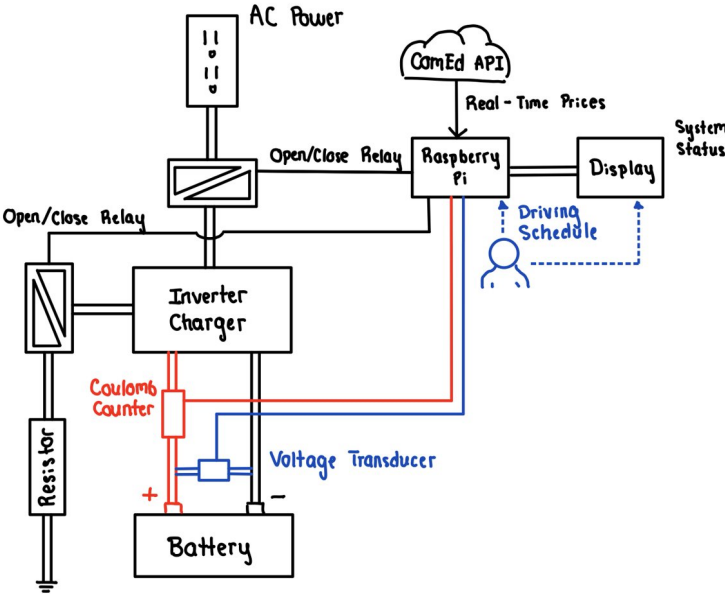 AC Power
ComEd API
Real-Time Prices
System
Status
Open/Close Relay
Raspberry
Pi
Display
Open/Close Relay
Driving
Schedule
Inverter
Charger
Coulomb
Counter
Resistor
Voltage Transducer
+
-
Battery